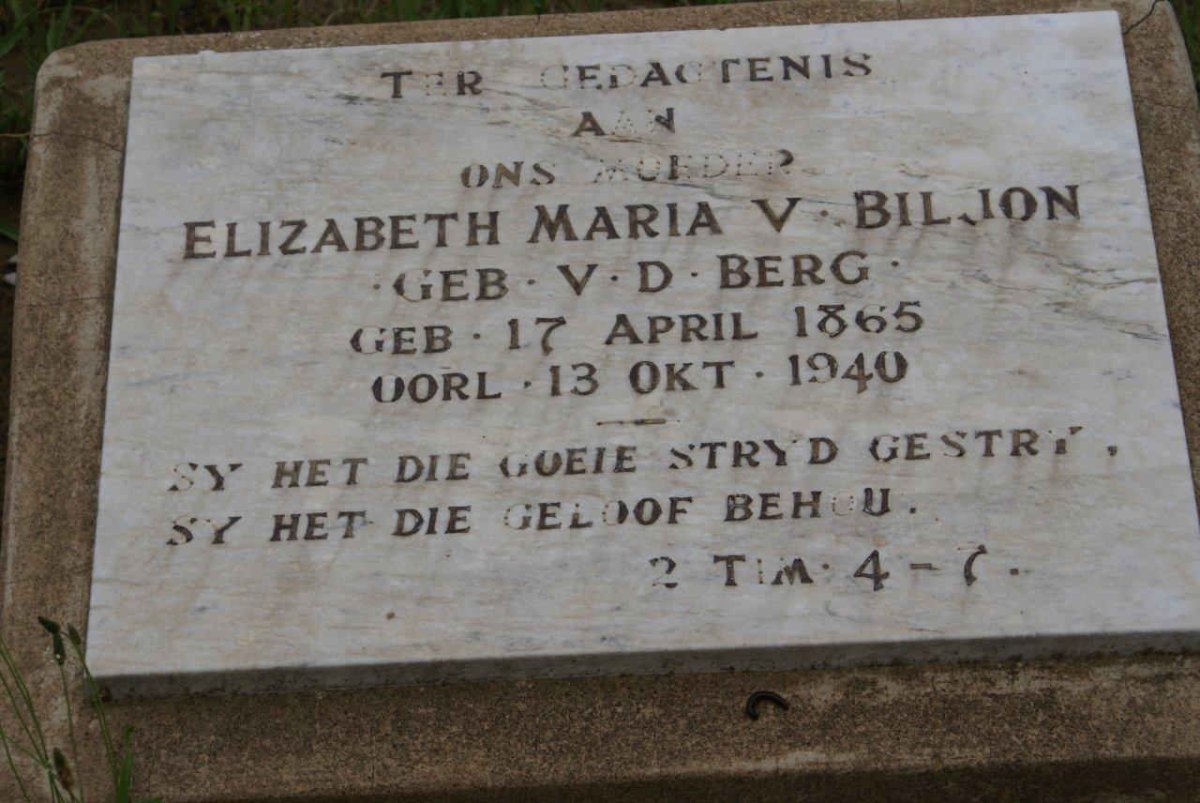 TER GEDAGTENIS
AAN
ONS MOEDER
ELIZABETH MARIA V. BILJON
·GEB·V·D·BERG·
GEB· 17 APRIL 1865
OORL·13 OKT·1940
SY HET DIE GOEIE STRYD GESTRY,
SY HET DIE GELOOF BEHOU.
2 TIM· 4-7.